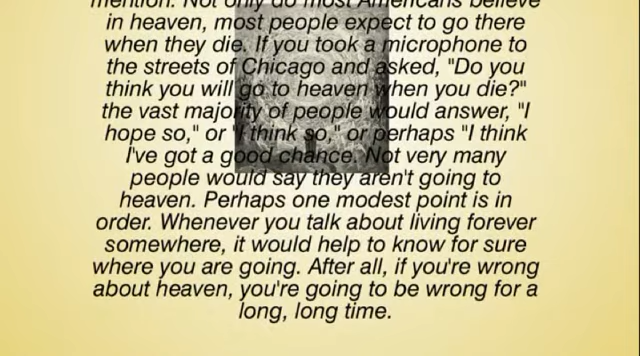 mention. Not only do most Americans believe
in heaven, most people expect to go there
when they die. If you took a microphone to
the streets of Chicago and asked, "Do you
think you will go to heaven when you die?"
the vast majority of people would answer, "I
hope so," or "I think so," or perhaps "I think
I've got a good chance. Not very many
people would say they aren't going to
heaven. Perhaps one modest point is in
order. Whenever you talk about living forever
somewhere, it would help to know for sure
where you are going. After all, if you're wrong
about heaven, you're going to be wrong for a
long, long time.